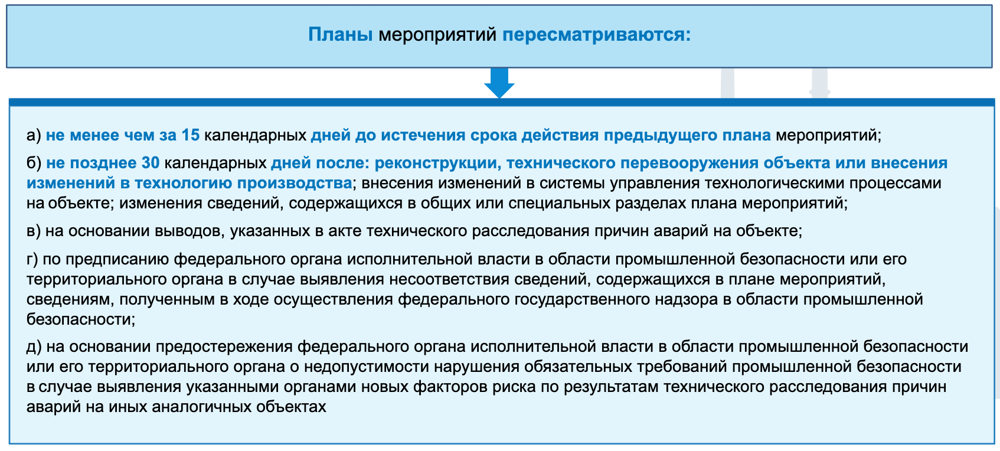 Планы мероприятий пересматриваются:
а) не менее чем за 15 календарных дней до истечения срока действия предыдущего плана мероприятий;
б) не позднее 30 календарных дней после: реконструкции, технического перевооружения объекта или внесения
изменений в технологию производства; внесения изменений в системы управления технологическими процессами
на объекте; изменения сведений, содержащихся в общих или специальных разделах плана мероприятий;
в) на основании выводов, указанных в акте технического расследования причин аварий на объекте;
г) по предписанию федерального органа исполнительной власти в области промышленной безопасности или его
территориального органа в случае выявления несоответствия сведений, содержащихся в плане мероприятий,
сведениям, полученным в ходе осуществления федерального государственного надзора в области промышленной
безопасности;
д) на основании предостережения федерального органа исполнительной власти в области промышленной безопасности
или его территориального органа о недопустимости нарушения обязательных требований промышленной безопасности
в случае выявления указанными органами новых факторов риска по результатам технического расследования причин
аварий на иных аналогичных объектах